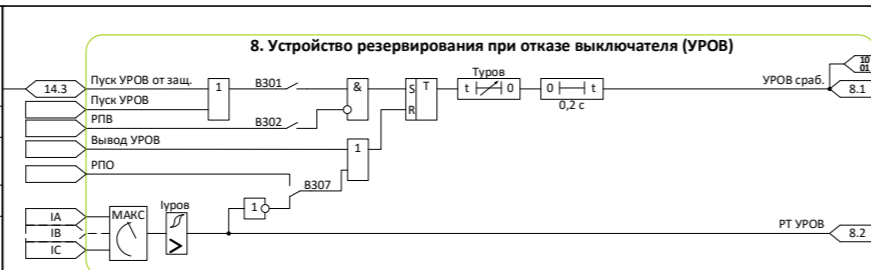 8. Устройство резервирования при отказе выключателя (УРОВ)
10
01
14.3 Пуск УРОВ от защ. 1 В301 & S T Туров t 0 0 t УРОВ сраб. 8.1
Пуск УРОВ R 0,2 с
РПВ В302
Вывод УРОВ 1
РПО В307
IA МАКС Iуров 1
IB > РТ УРОВ 8.2
IC